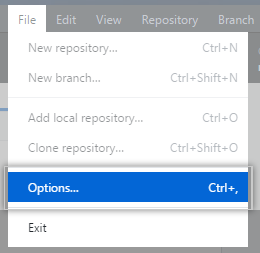 File Edit View Repository Branch
New repository... Ctrl+N
New branch... Ctrl+Shift+N
Add local repository... Ctrl+O
Clone repository... Ctrl+Shift+O
Options... Ctrl+,
Exit